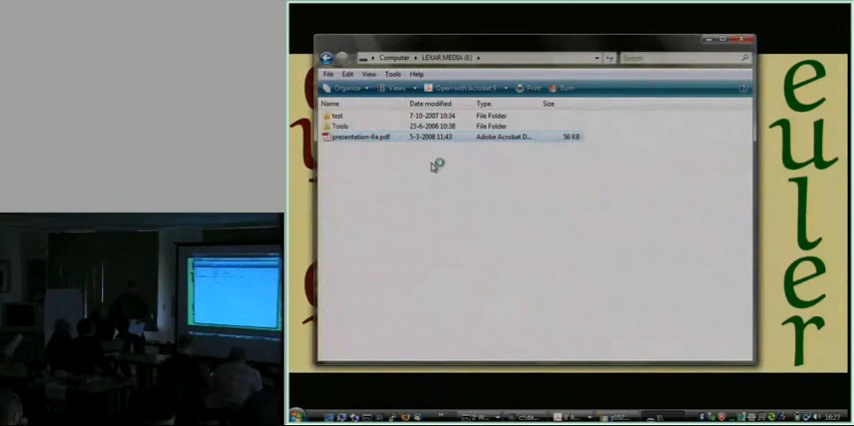 Computer ▸ LEXAR MEDIA (I:) ▸
Search
File Edit View Tools Help
Organize Views Open with Acrobat 9 Print Burn
Name Date modified Type Size
test 7-10-2007 10:34 File Folder
Tools 23-6-2006 10:38 File Folder
presentation-6a.pdf 5-3-2008 11:43 Adobe Acrobat D... 56 KB
euler
16:27